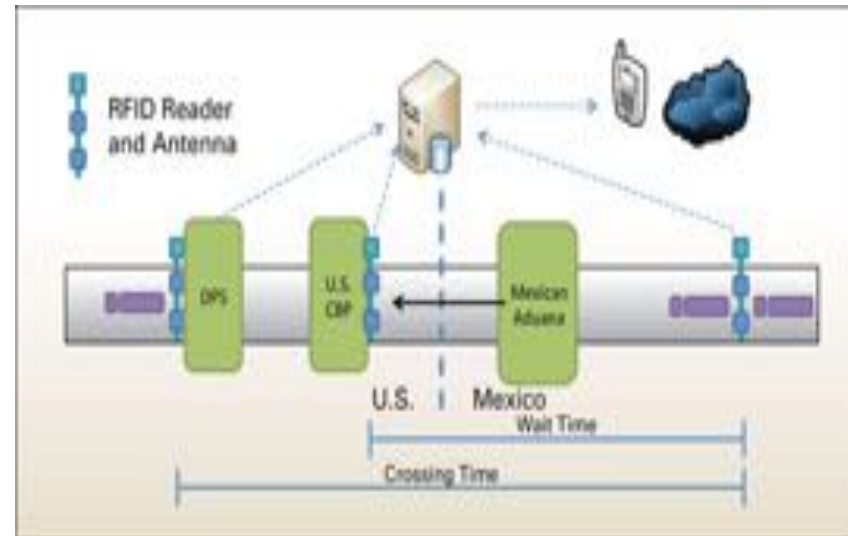 RFID Reader
and Antenna
DPS
U.S.
CBP
Mexican
Aduana
U.S.
Mexico
Wait Time
Crossing Time